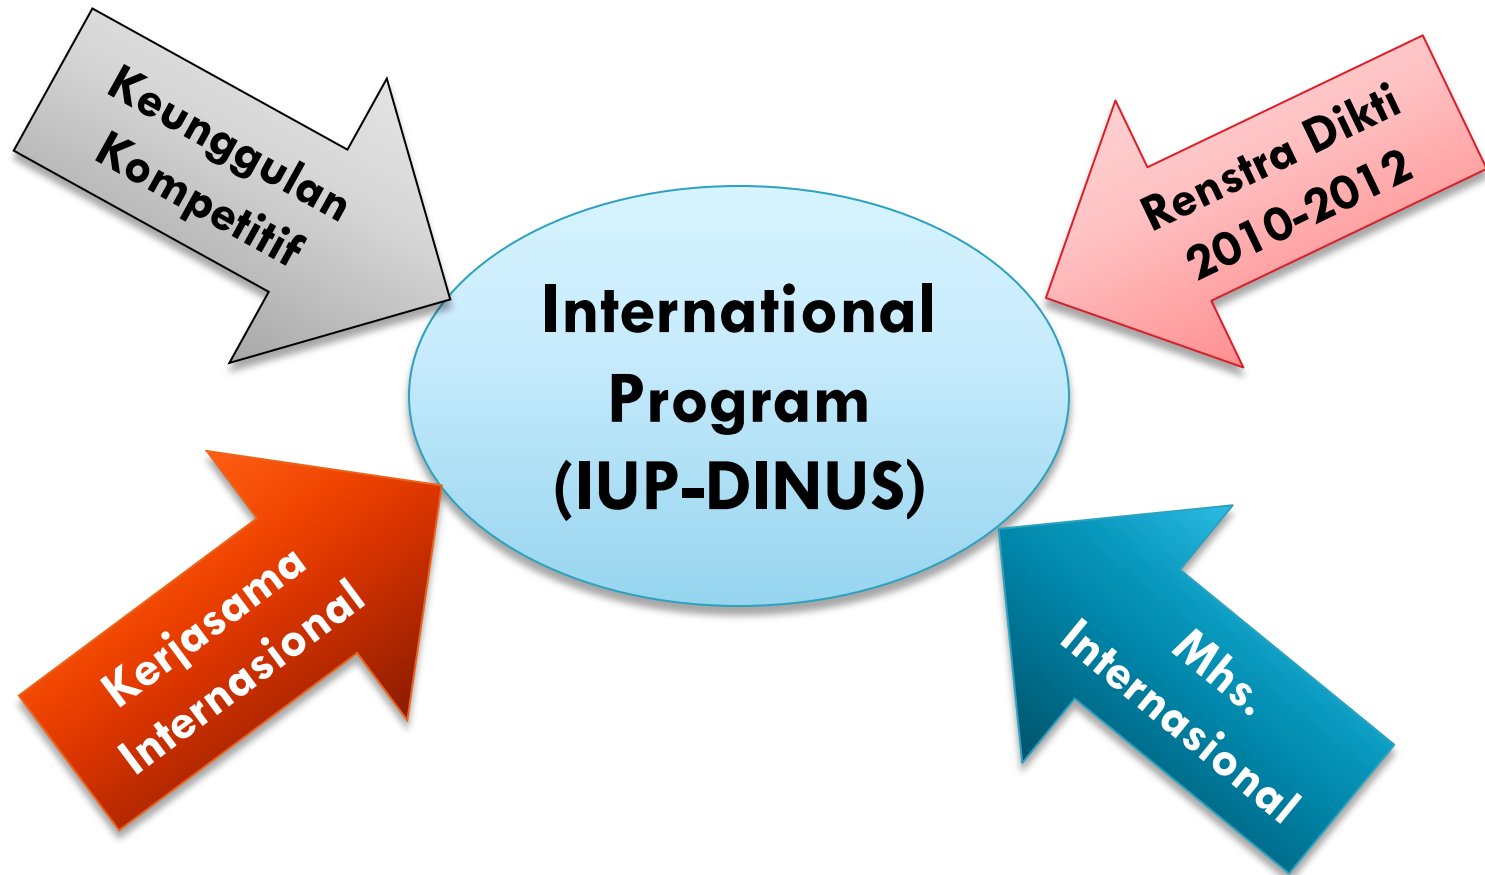 Keunggulan
Kompetitif
Renstra Dikti
2010-2012
International
Program
(IUP-DINUS)
Kerjasama
Internasional
Mhs.
Internasional